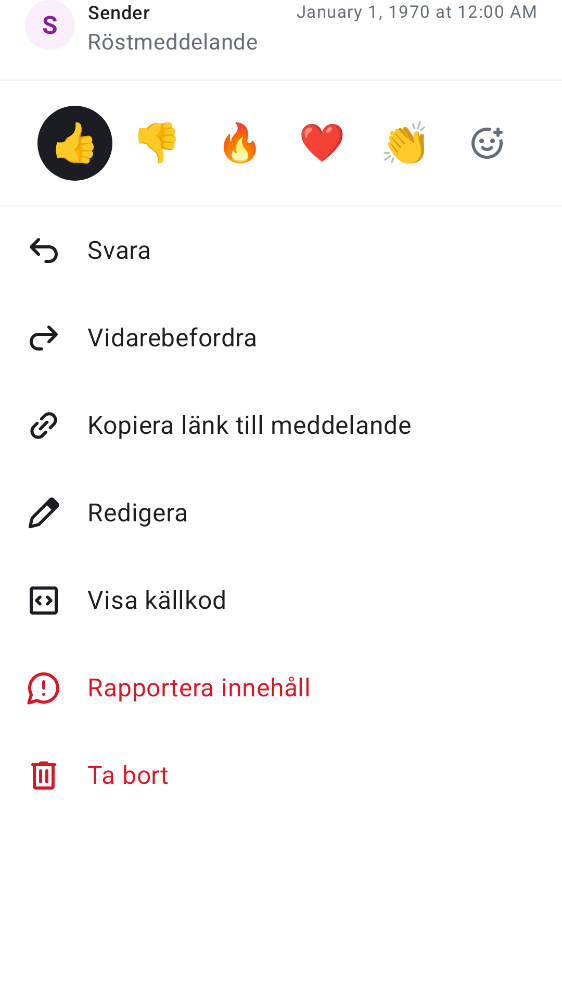 S
Sender
January 1, 1970 at 12:00 AM
Röstmeddelande
Svara
Vidarebefordra
Kopiera länk till meddelande
Redigera
Visa källkod
Rapportera innehåll
Ta bort